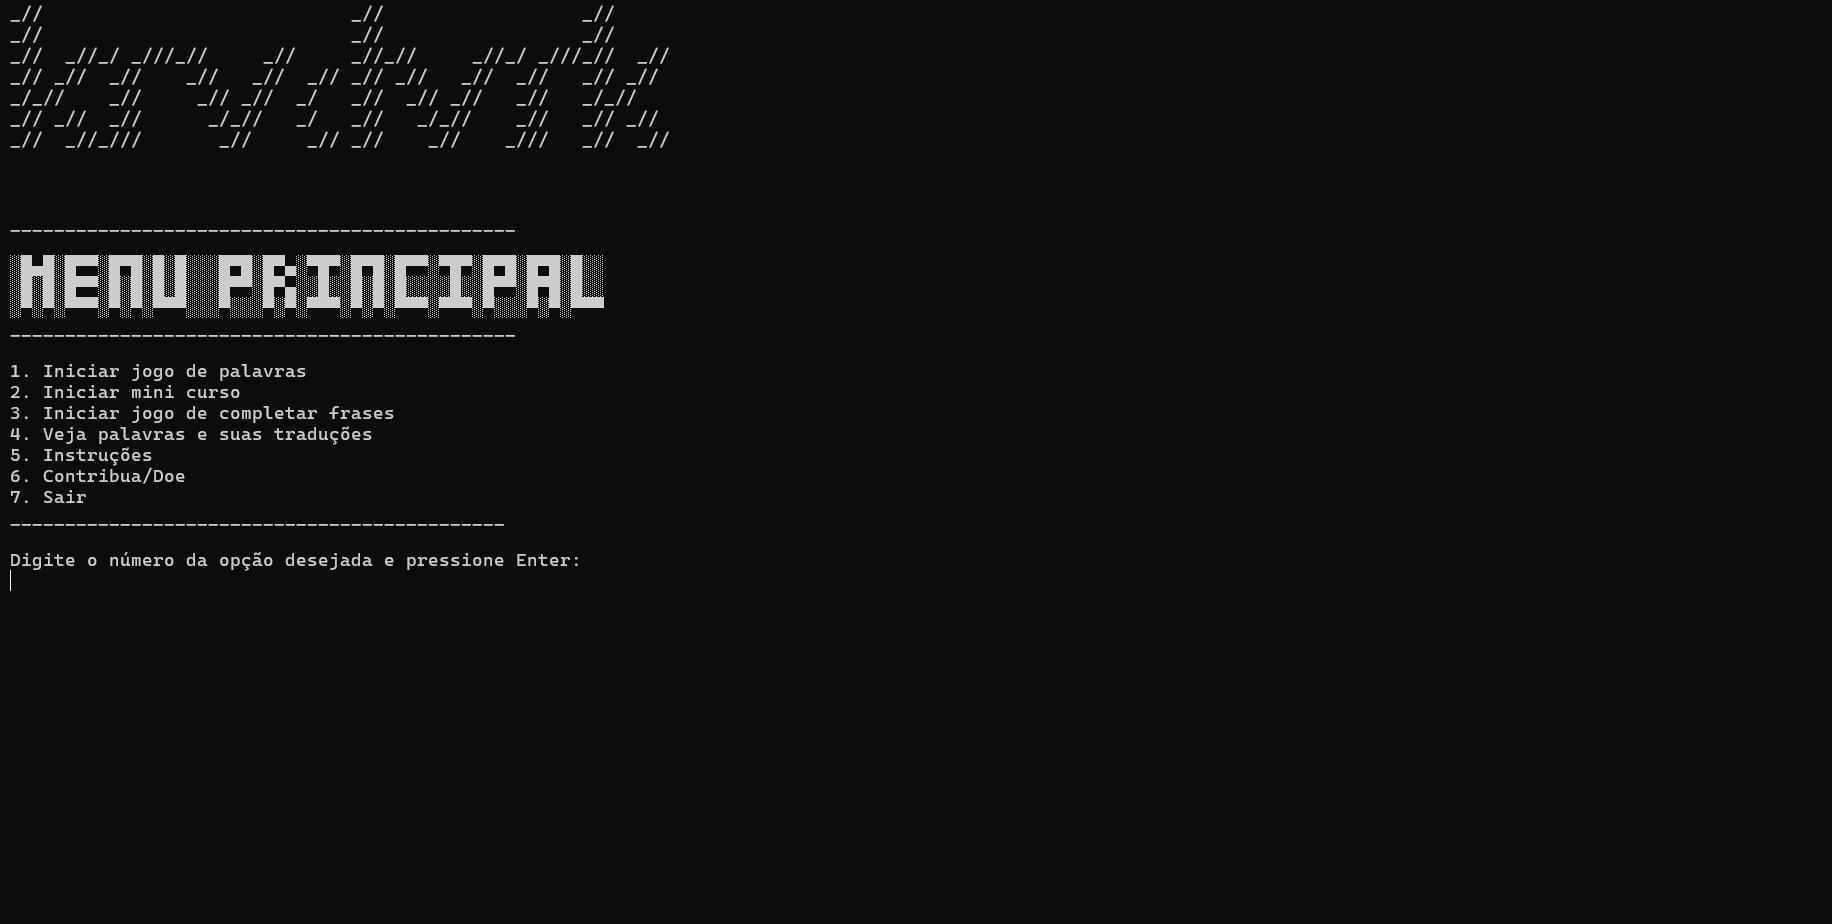 MENU PRINCIPAL
1. Iniciar jogo de palavras
2. Iniciar mini curso
3. Iniciar jogo de completar frases
4. Veja palavras e suas traduções
5. Instruções
6. Contribua/Doe
7. Sair
Digite o número da opção desejada e pressione Enter: